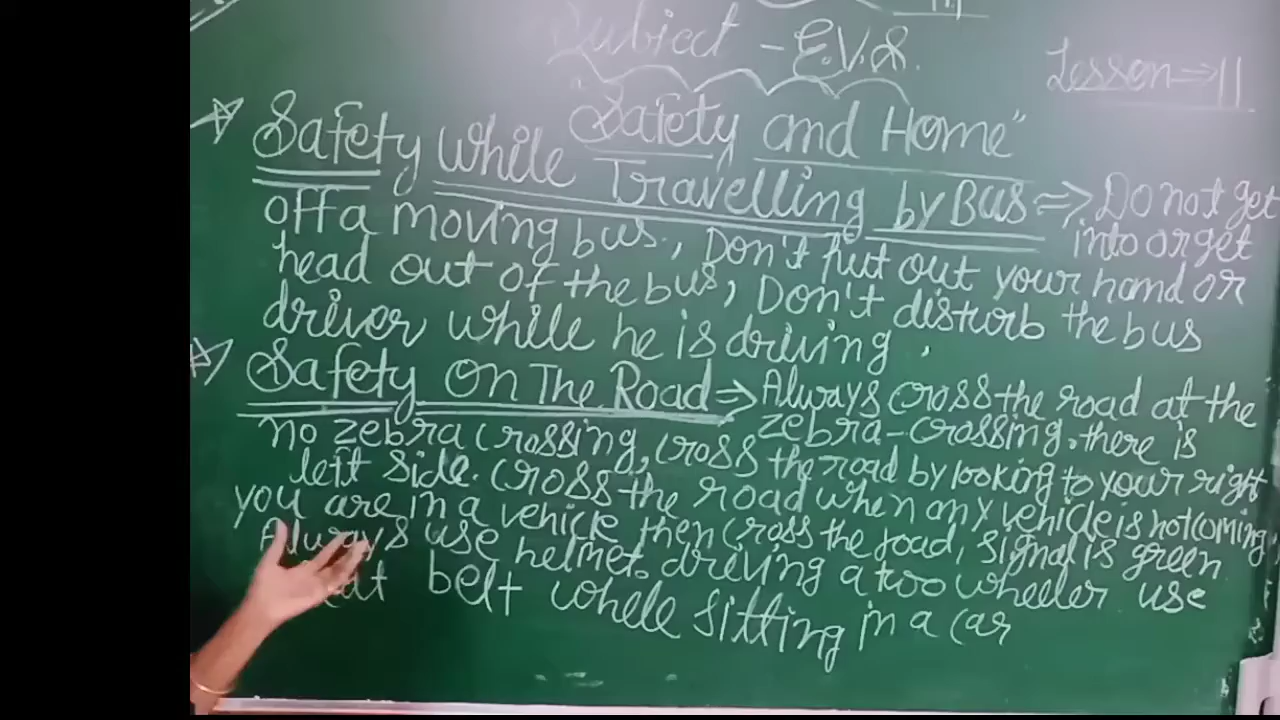 Subject - E.V.S.
Lesson ⇒ 11
"Safety and Home"
☆ Safety While Travelling by Bus ⇒ Do not get into or get
off a moving bus., Don't put out your hand or
head out of the bus, Don't disturb the bus
driver while he is driving.
☆ Safety On The Road ⇒ Always cross the road at the
zebra-crossing. there is
no zebra crossing, cross the road by looking to your right
left side. Cross the road when any vehicle is not coming,
you are in a vehicle then cross the road, signal is green
Always use helmet. driving a two wheeler use
belt whele sitting in a car